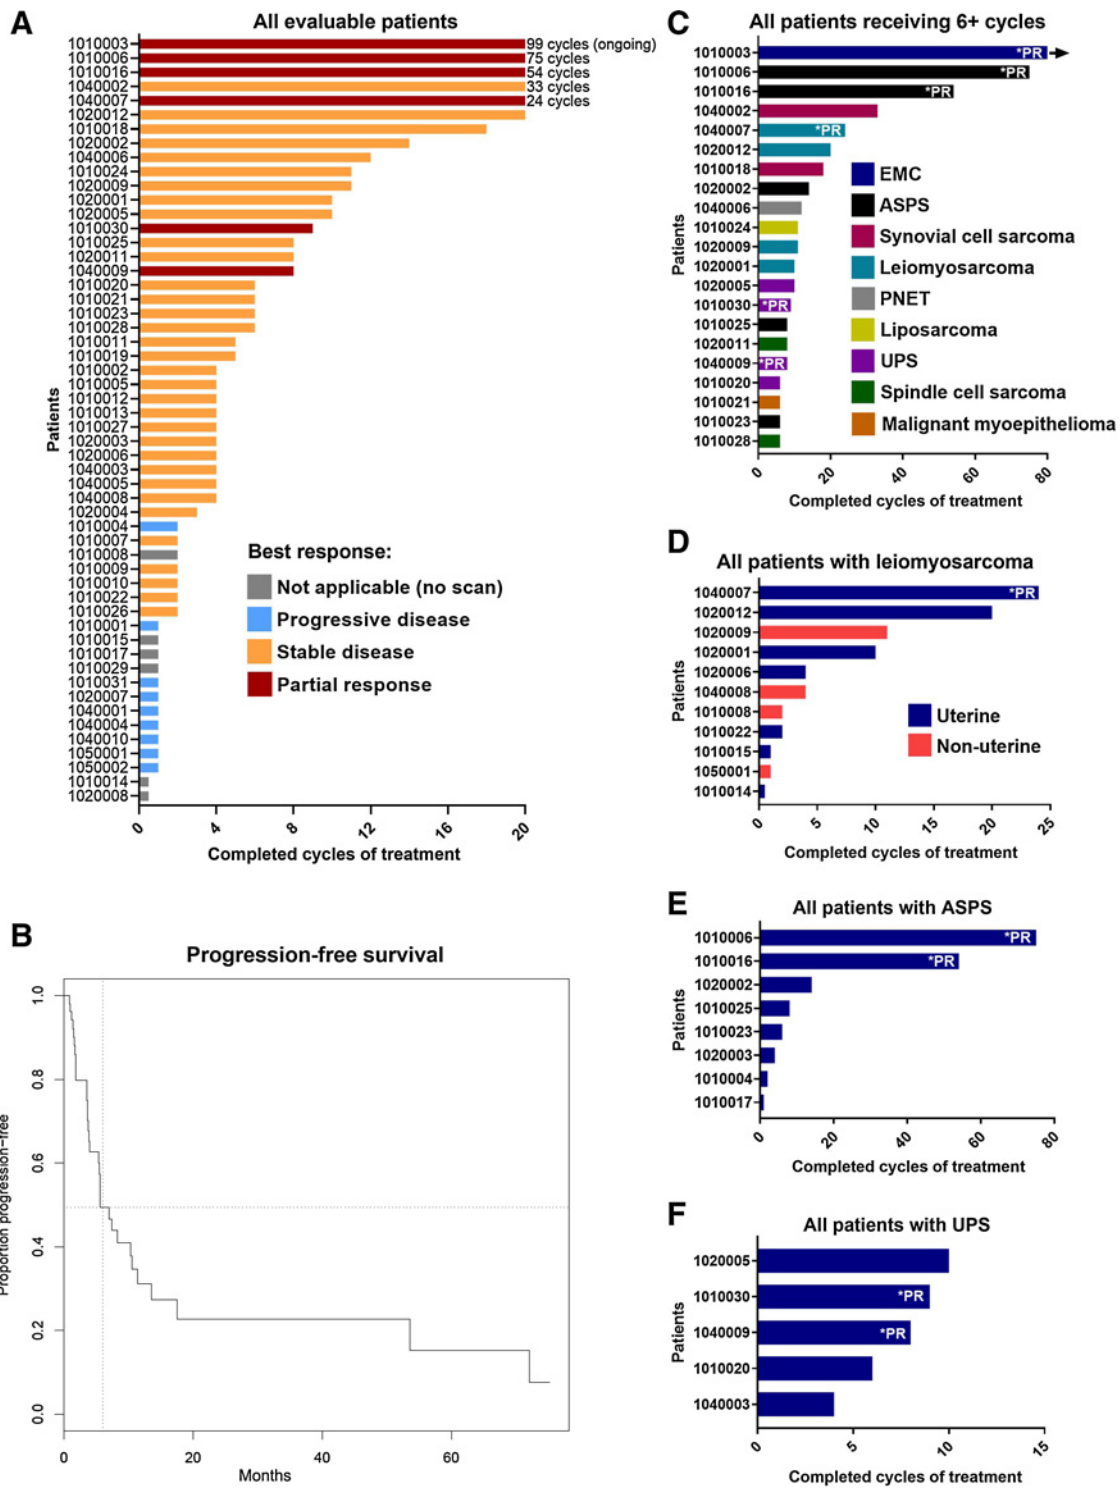 A
All evaluable patients
1010003
99 cycles (ongoing)
1010006
75 cycles
1010016
54 cycles
1040002
33 cycles
1040007
24 cycles
1020012
1010018
1020002
1040006
1010024
1020009
1020001
1020005
1010030
1010025
1020011
1040009
1010020
1010021
1010023
1010028
1010011
1010019
1010002
1010005
1010012
1010013
1010027
1020003
1020006
1040003
1040005
1040008
1020004
1010004
1010007
1010008
1010009
1010010
1010022
1010026
1010001
1010015
1010017
1010029
1010031
1020007
1040001
1040004
1040010
1050001
1050002
1010014
1020008
Patients
Best response:
Not applicable (no scan)
Progressive disease
Stable disease
Partial response
0 4 8 12 16 20
Completed cycles of treatment
B
Progression-free survival
1.0
0.8
0.6
0.4
0.2
0.0
Proportion progression-free
0 20 40 60
Months
C
All patients receiving 6+ cycles
1010003 *PR
1010006 *PR
1010016 *PR
1040002
1040007 *PR
1020012
1010018
1020002
1040006
1010024
1020009
1020001
1020005
1010030 *PR
1010025
1020011
1040009 *PR
1010020
1010021
1010023
1010028
Patients
EMC
ASPS
Synovial cell sarcoma
Leiomyosarcoma
PNET
Liposarcoma
UPS
Spindle cell sarcoma
Malignant myoepithelioma
0 20 40 60 80
Completed cycles of treatment
D
All patients with leiomyosarcoma
1040007 *PR
1020012
1020009
1020001
1020006
1040008
1010008
1010022
1010015
1050001
1010014
Patients
Uterine
Non-uterine
0 5 10 15 20 25
Completed cycles of treatment
E
All patients with ASPS
1010006 *PR
1010016 *PR
1020002
1010025
1010023
1020003
1010004
1010017
Patients
0 20 40 60 80
Completed cycles of treatment
F
All patients with UPS
1020005
1010030 *PR
1040009 *PR
1010020
1040003
Patients
0 5 10 15
Completed cycles of treatment